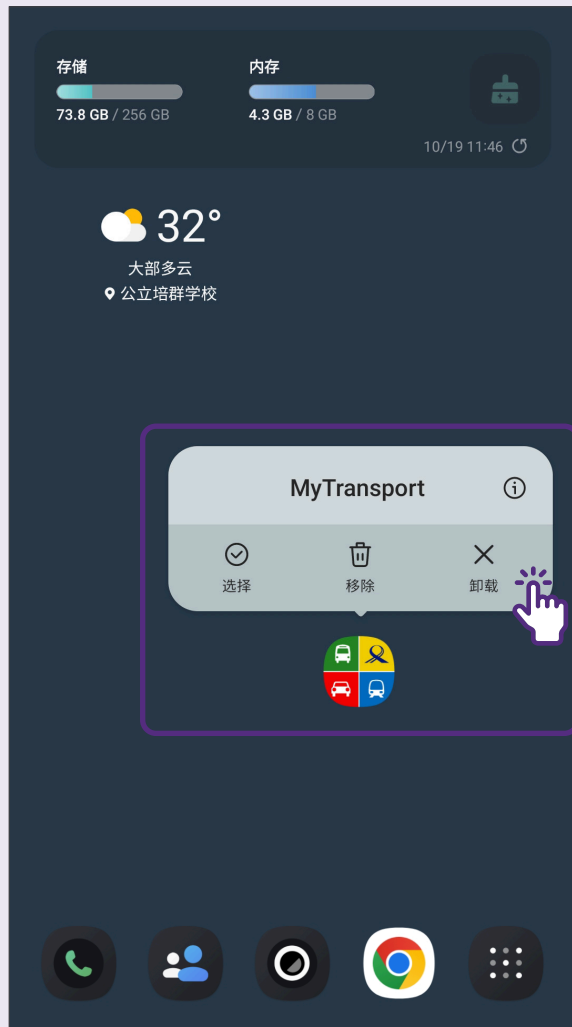 存储
内存
73.8 GB / 256 GB
4.3 GB / 8 GB
10/19 11:46
32°
大部多云
公立培群学校
MyTransport
选择
移除
卸载